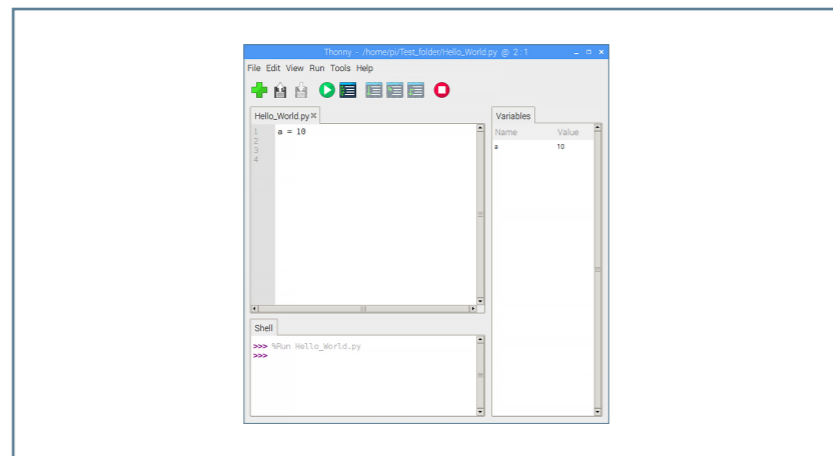 Thonny - /home/pi/Test_folder/Hello_World.py @ 2:1
File Edit View Run Tools Help
Hello_World.py
1 a = 10
2
3
4
Variables
Name Value
a 10
Shell
>>> %Run Hello_World.py
>>>